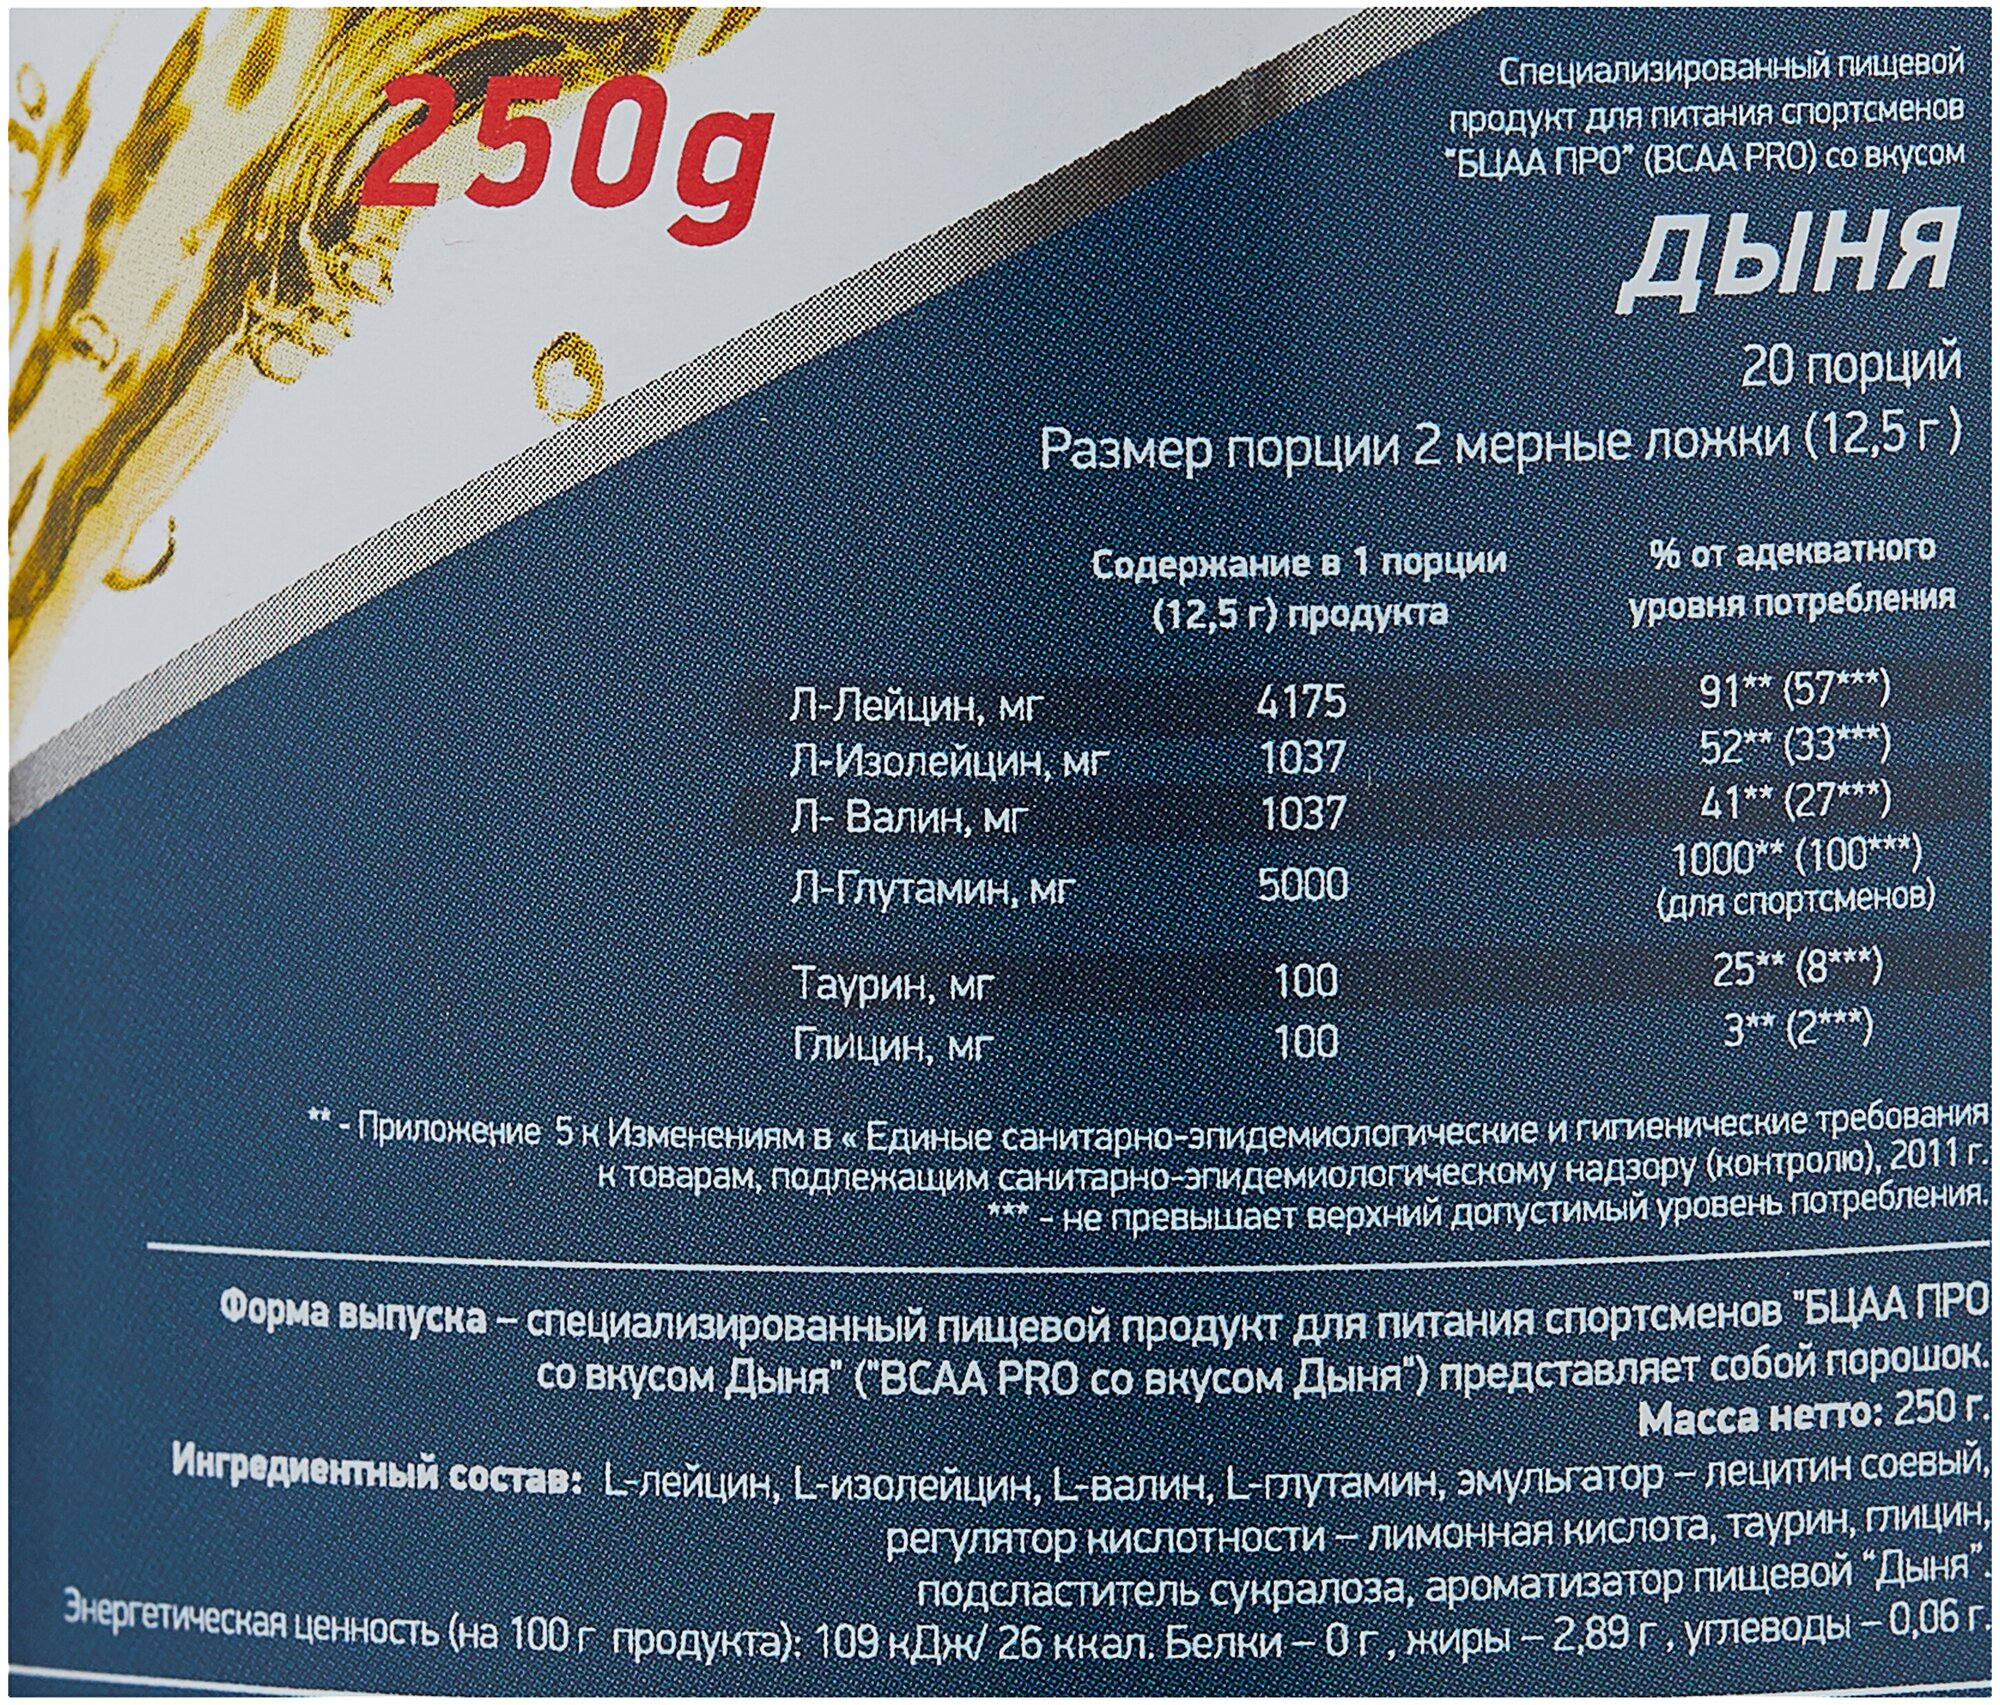 250g
Специализированный пищевой
продукт для питания спортсменов
"БЦАА ПРО" (BCAA PRO) со вкусом
ДЫНЯ
20 порций
Размер порции 2 мерные ложки (12,5 г)
Содержание в 1 порции % от адекватного
(12,5 г) продукта уровня потребления
Л-Лейцин, мг 4175 91** (57***)
Л-Изолейцин, мг 1037 52** (33***)
Л- Валин, мг 1037 41** (27***)
Л-Глутамин, мг 5000 1000** (100***)
(для спортсменов)
Таурин, мг 100 25** (8***)
Глицин, мг 100 3** (2***)
** - Приложение 5 к Изменениям в « Единые санитарно-эпидемиологические и гигиенические требования
к товарам, подлежащим санитарно-эпидемиологическому надзору (контролю), 2011 г.
*** - не превышает верхний допустимый уровень потребления.
Форма выпуска – специализированный пищевой продукт для питания спортсменов "БЦАА ПРО
со вкусом Дыня" ("BCAA PRO со вкусом Дыня") представляет собой порошок.
Масса нетто: 250 г.
Ингредиентный состав: L-лейцин, L-изолейцин, L-валин, L-глутамин, эмульгатор – лецитин соевый,
регулятор кислотности – лимонная кислота, таурин, глицин,
подсластитель сукралоза, ароматизатор пищевой "Дыня".
Энергетическая ценность (на 100 г продукта): 109 кДж/ 26 ккал. Белки – 0 г , жиры – 2,89 г , углеводы – 0,06 г.